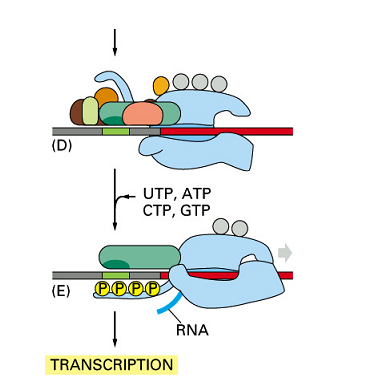 (D)
UTP, ATP
CTP, GTP
(E)
P P P P
RNA
TRANSCRIPTION